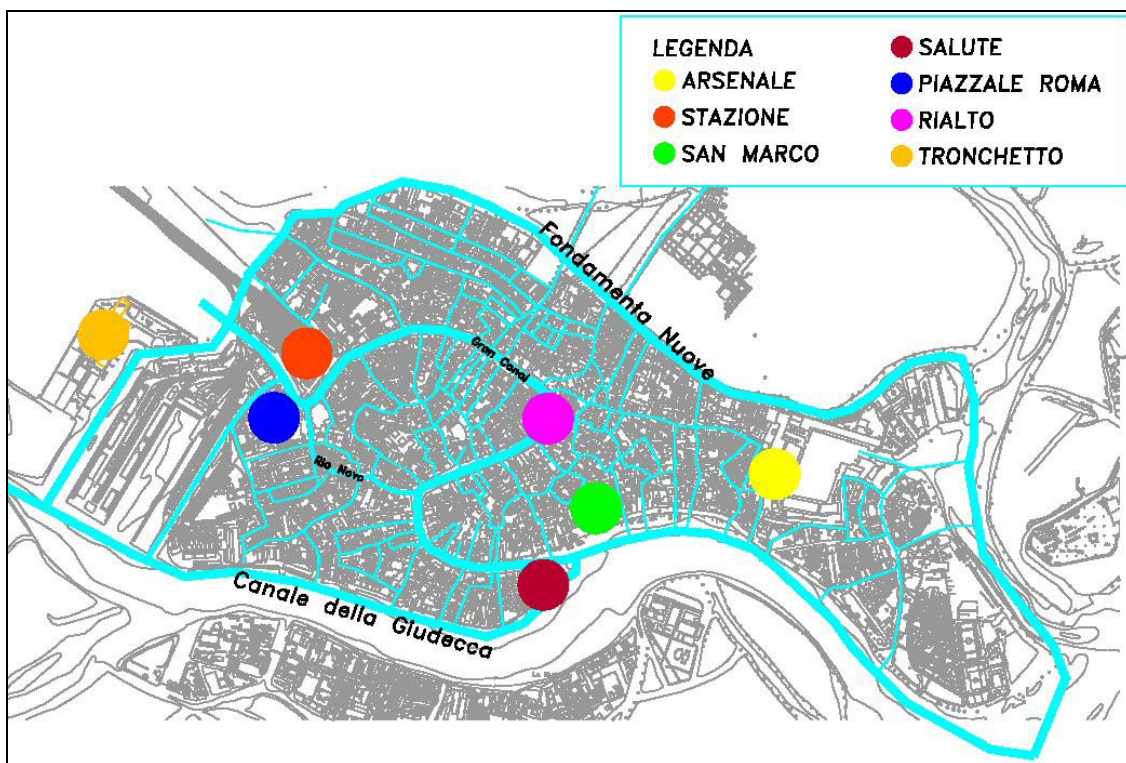 LEGENDA
ARSENALE
STAZIONE
SAN MARCO
SALUTE
PIAZZALE ROMA
RIALTO
TRONCHETTO
Fondamenta Nuove
Gran Canal
Rio Novo
Canale della Giudecca